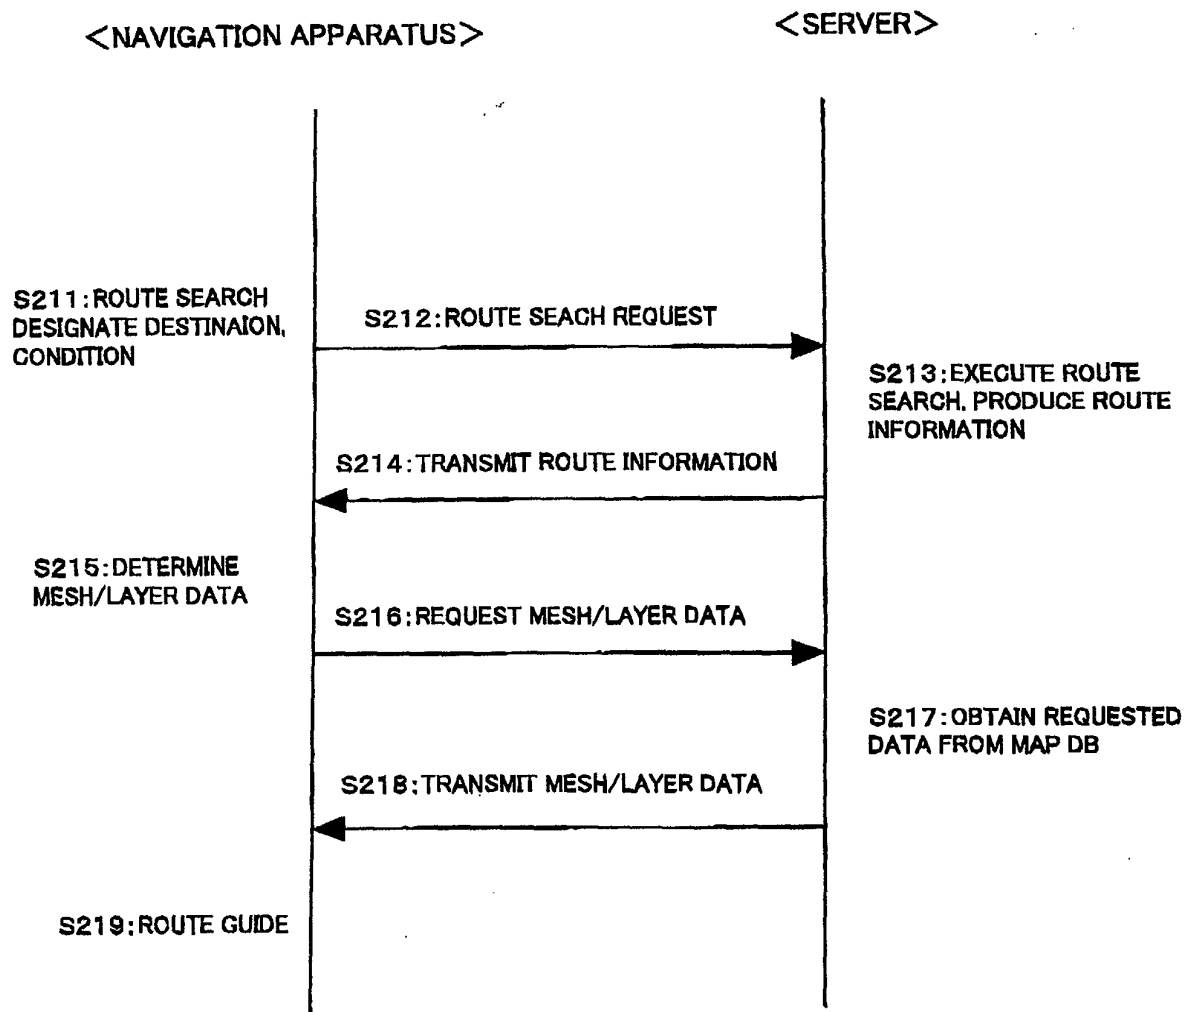 <NAVIGATION APPARATUS>
<SERVER>
S211:ROUTE SEARCH
DESIGNATE DESTINAION,
CONDITION
S212:ROUTE SEACH REQUEST
S213:EXECUTE ROUTE
SEARCH, PRODUCE ROUTE
INFORMATION
S214:TRANSMIT ROUTE INFORMATION
S215:DETERMINE
MESH/LAYER DATA
S216:REQUEST MESH/LAYER DATA
S217:OBTAIN REQUESTED
DATA FROM MAP DB
S218:TRANSMIT MESH/LAYER DATA
S219:ROUTE GUIDE